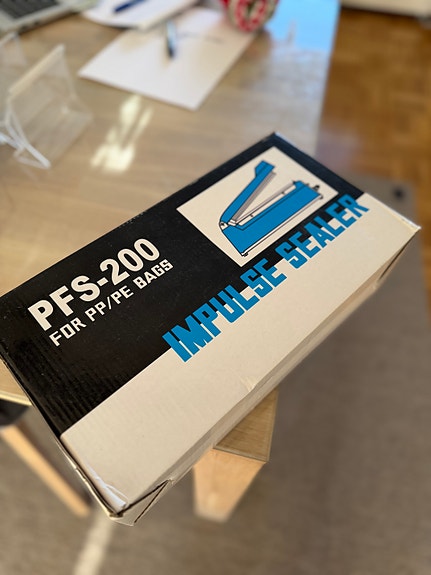 PFS-200
FOR PP/PE BAGS
IMPULSE SEALER